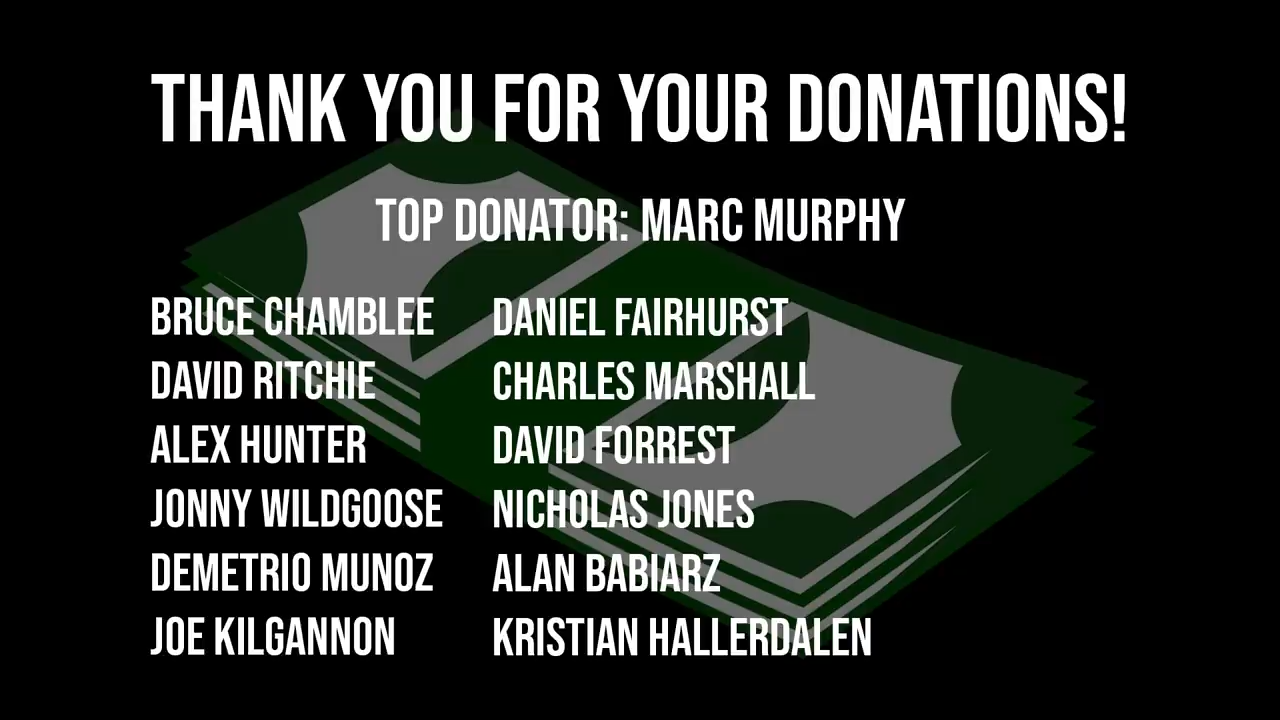 THANK YOU FOR YOUR DONATIONS!
TOP DONATOR: MARC MURPHY
BRUCE CHAMBLEE
DAVID RITCHIE
ALEX HUNTER
JONNY WILDGOOSE
DEMETRIO MUNOZ
JOE KILGANNON
DANIEL FAIRHURST
CHARLES MARSHALL
DAVID FORREST
NICHOLAS JONES
ALAN BABIARZ
KRISTIAN HALLERDALEN